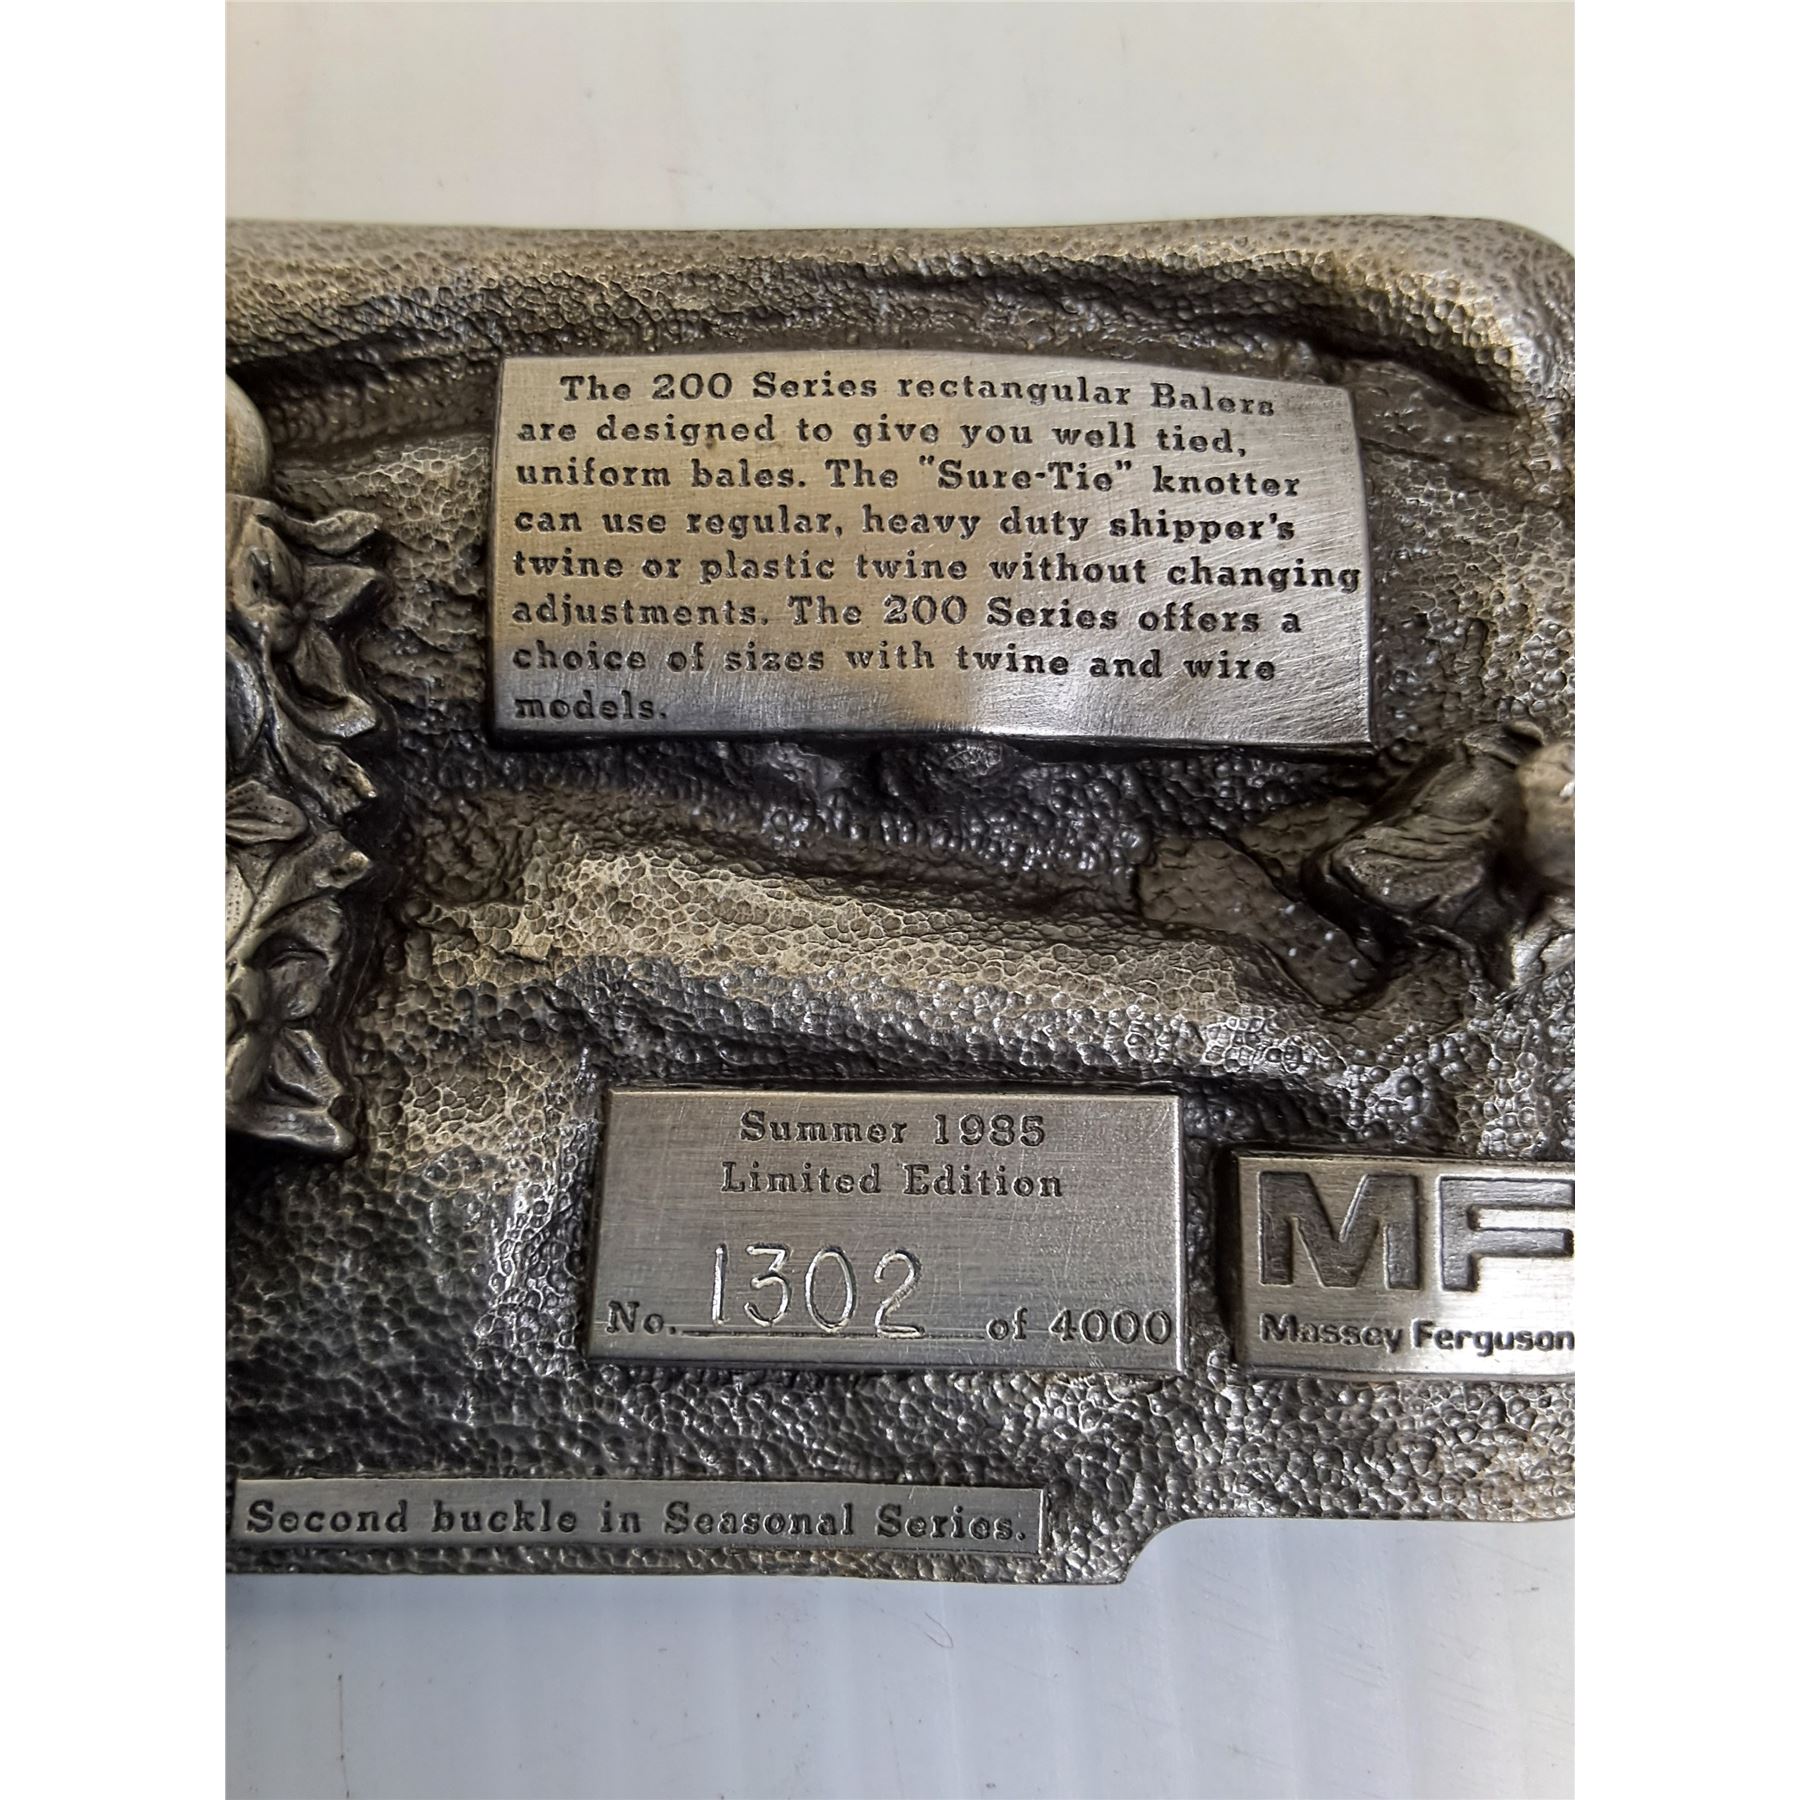 The 200 Series rectangular Balers
are designed to give you well tied,
uniform bales. The "Sure-Tie" knotter
can use regular, heavy duty shipper's
twine or plastic twine without changing
adjustments. The 200 Series offers a
choice of sizes with twine and wire
models.
Summer 1985
Limited Edition
No. 1302 of 4000
MF
Massey Ferguson
Second buckle in Seasonal Series.